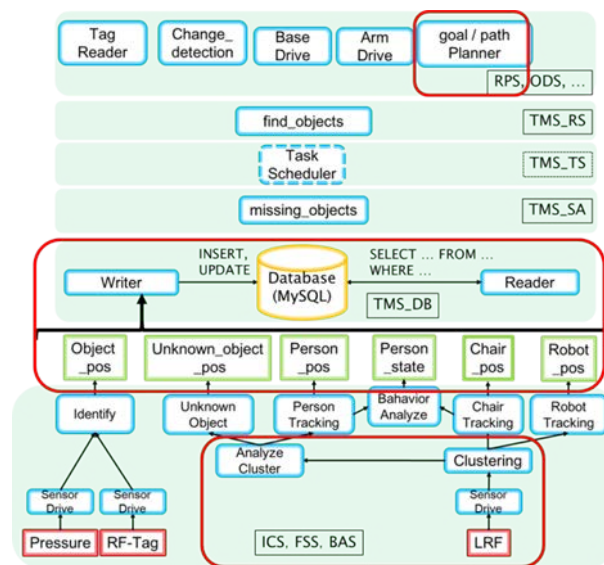 Tag
Reader
Change_
detection
Base
Drive
Arm
Drive
goal / path
Planner
RPS, ODS, ...
find_objects
TMS_RS
Task
Scheduler
TMS_TS
missing_objects
TMS_SA
INSERT,
UPDATE
SELECT ... FROM ...
WHERE ...
Writer
Database
(MySQL)
Reader
TMS_DB
Object
_pos
Unknown_object
_pos
Person
_pos
Person
_state
Chair
_pos
Robot
_pos
Identify
Unknown
Object
Person
Tracking
Bahavior
Analyze
Chair
Tracking
Robot
Tracking
Analyze
Cluster
Clustering
Sensor
Drive
Sensor
Drive
Sensor
Drive
Pressure
RF-Tag
ICS, FSS, BAS
LRF